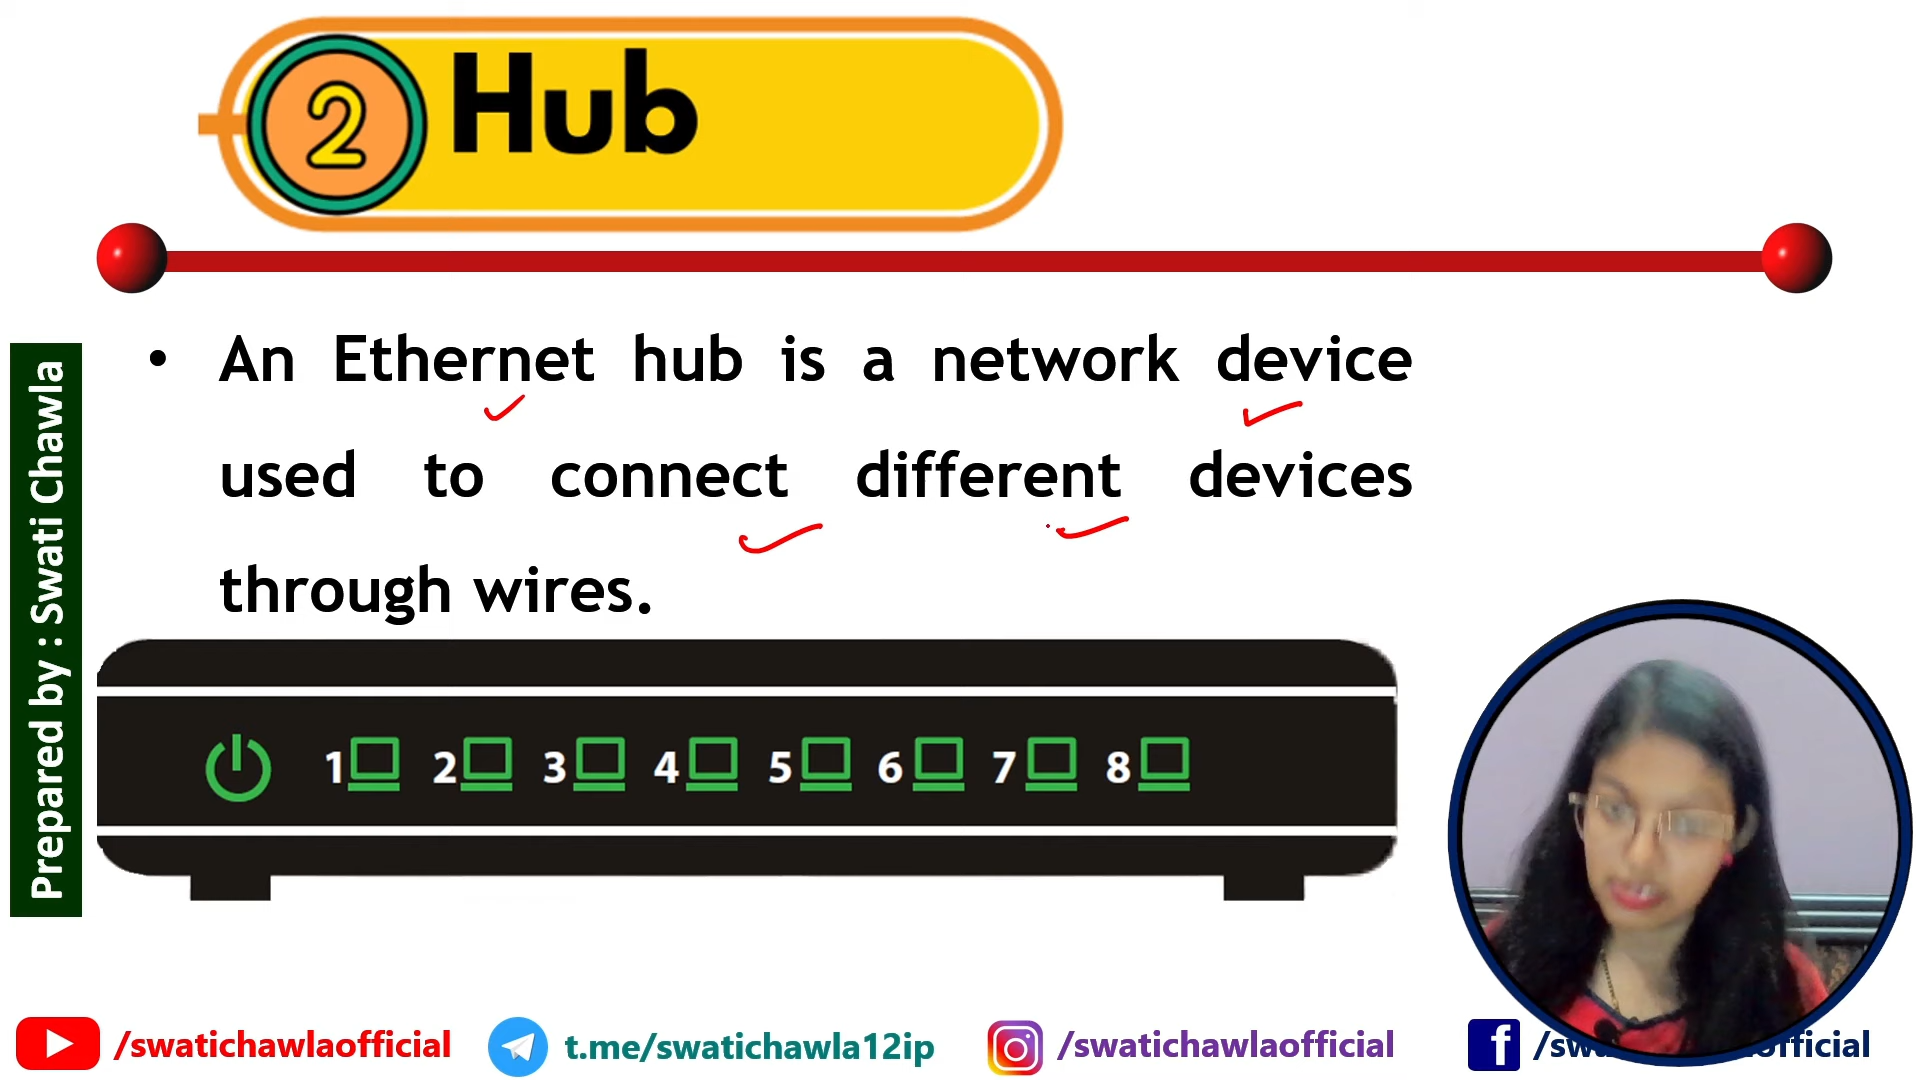 2 Hub
• An Ethernet hub is a network device
used to connect different devices
through wires.
Prepared by : Swati Chawla
1 2 3 4 5 6 7 8
/swatichawlaofficial
t.me/swatichawla12ip
/swatichawlaofficial